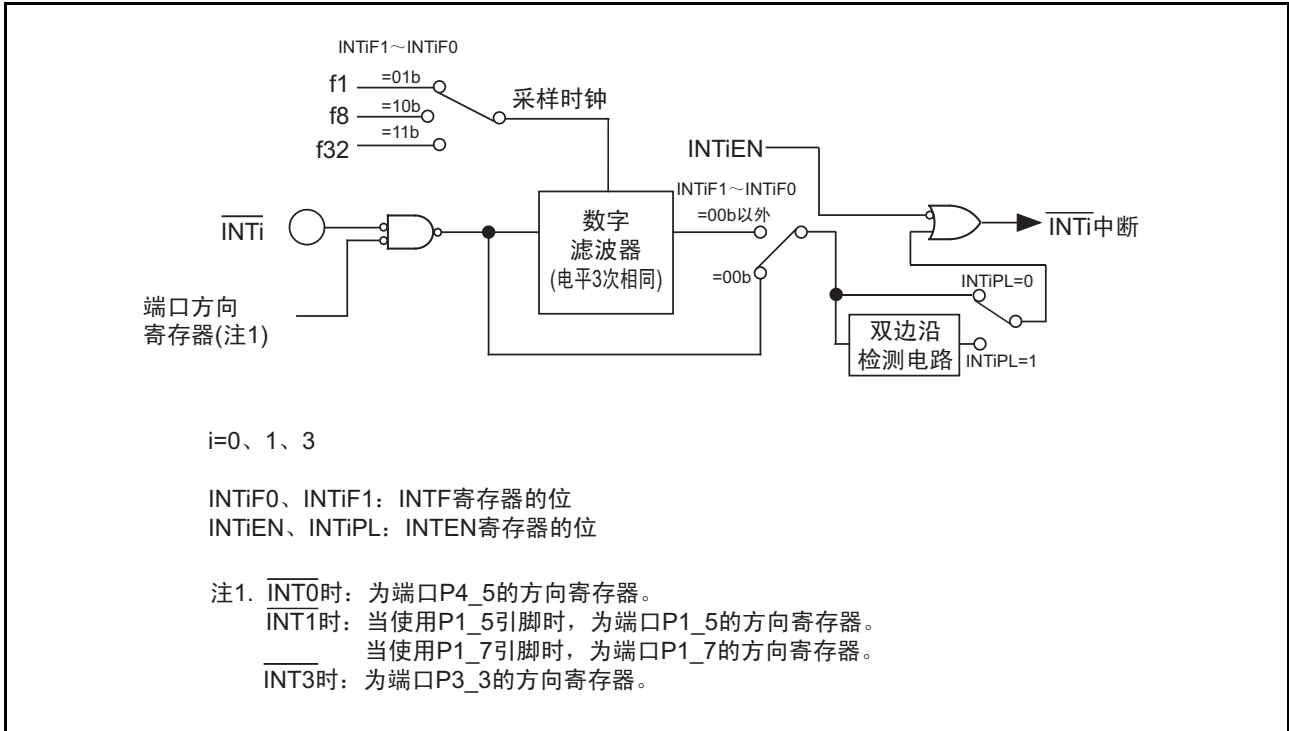 INTiF1～INTiF0
f1
=01b
f8
=10b
f32
=11b
采样时钟
INTi
端口方向
寄存器(注1)
数字
滤波器
(电平3次相同)
INTiEN
INTiF1～INTiF0
=00b以外
=00b
双边沿
检测电路
INTiPL=0
INTiPL=1
INTi中断
i=0、1、3
INTiF0、INTiF1：INTF寄存器的位
INTiEN、INTiPL：INTEN寄存器的位
注1. INT0时：为端口P4_5的方向寄存器。
INT1时：当使用P1_5引脚时，为端口P1_5的方向寄存器。
当使用P1_7引脚时，为端口P1_7的方向寄存器。
INT3时：为端口P3_3的方向寄存器。